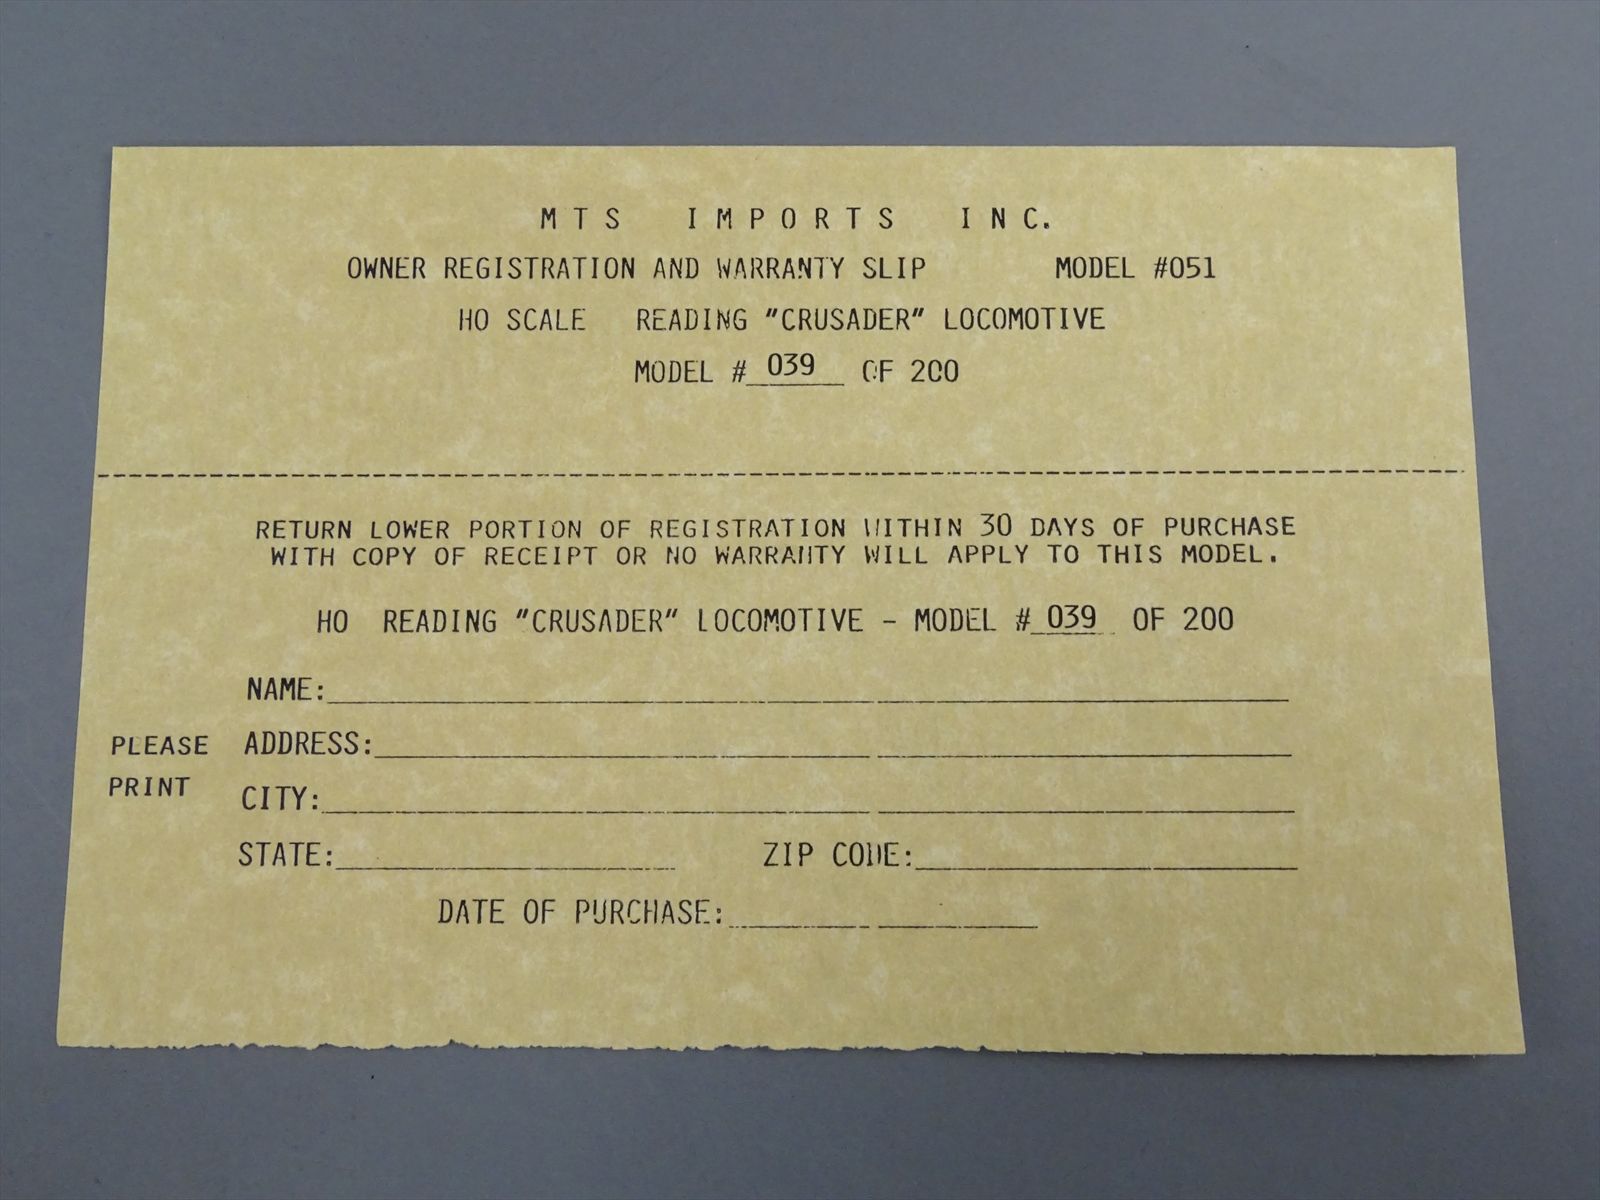 MTS IMPORTS INC.
OWNER REGISTRATION AND WARRANTY SLIP MODEL #051
HO SCALE READING "CRUSADER" LOCOMOTIVE
MODEL # 039 OF 200
RETURN LOWER PORTION OF REGISTRATION WITHIN 30 DAYS OF PURCHASE
WITH COPY OF RECEIPT OR NO WARRANTY WILL APPLY TO THIS MODEL.
HO READING "CRUSADER" LOCOMOTIVE - MODEL # 039 OF 200
NAME:
PLEASE ADDRESS:
PRINT CITY:
STATE: ZIP CODE:
DATE OF PURCHASE: